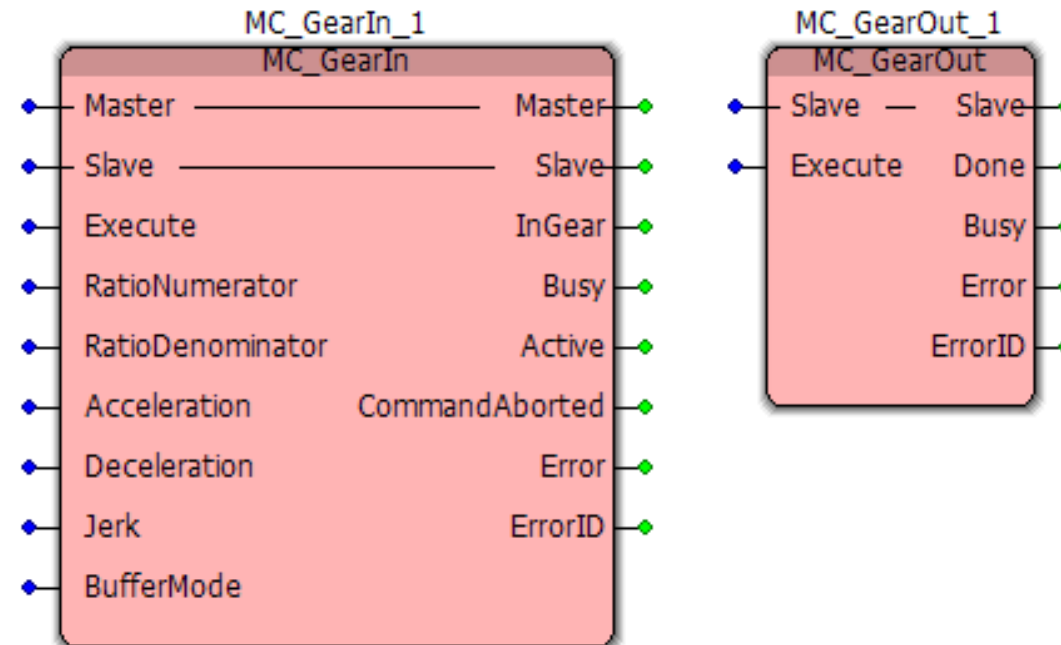 MC_GearIn_1
MC_GearIn
Master Master
Slave Slave
Execute InGear
RatioNumerator Busy
RatioDenominator Active
Acceleration CommandAborted
Deceleration Error
Jerk ErrorID
BufferMode
MC_GearOut_1
MC_GearOut
Slave Slave
Execute Done
Busy
Error
ErrorID